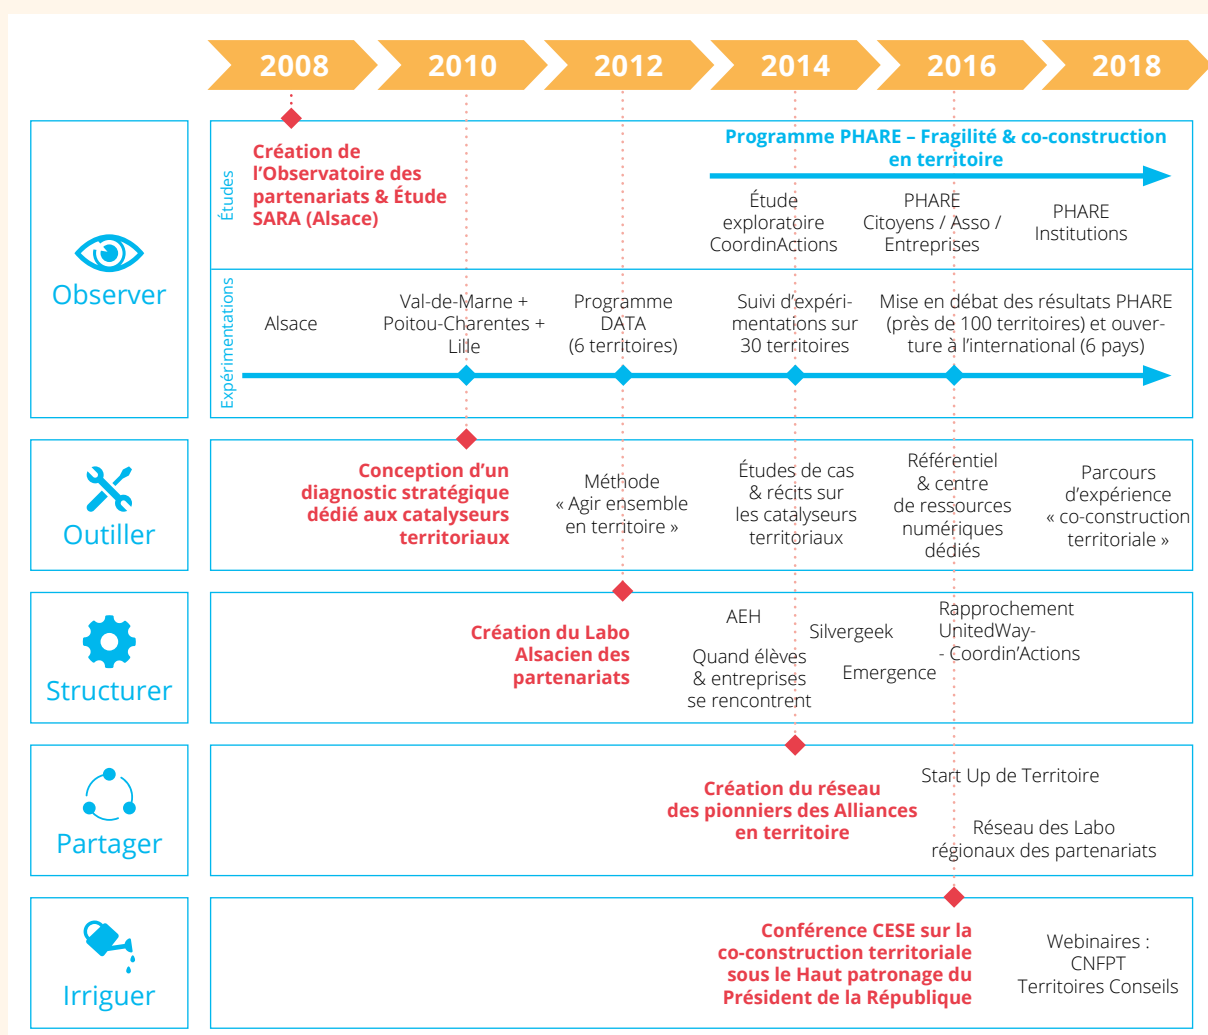 2008
2010
2012
2014
2016
2018
Observer
Études
Création de
l’Observatoire des
partenariats & Étude
SARA (Alsace)
Programme PHARE – Fragilité & co-construction
en territoire
Étude
exploratoire
CoordinActions
PHARE
Citoyens / Asso /
Entreprises
PHARE
Institutions
Expérimentations
Alsace
Val-de-Marne +
Poitou-Charentes +
Lille
Programme
DATA
(6 territoires)
Suivi d’expéri-
mentations sur
30 territoires
Mise en débat des résultats PHARE
(près de 100 territoires) et ouver-
ture à l’international (6 pays)
Outiller
Conception d’un
diagnostic stratégique
dédié aux catalyseurs
territoriaux
Méthode
« Agir ensemble
en territoire »
Études de cas
& récits sur
les catalyseurs
territoriaux
Référentiel
& centre
de ressources
numériques
dédiés
Parcours
d’expérience
« co-construction
territoriale »
Structurer
Création du Labo
Alsacien des
partenariats
AEH
Quand élèves
& entreprises
se rencontrent
Silvergeek
Emergence
Rapprochement
UnitedWay-
- Coordin’Actions
Partager
Création du réseau
des pionniers des Alliances
en territoire
Start Up de Territoire
Réseau des Labo
régionaux des partenariats
Irriguer
Conférence CESE sur la
co-construction territoriale
sous le Haut patronage du
Président de la République
Webinaires :
CNFPT
Territoires Conseils